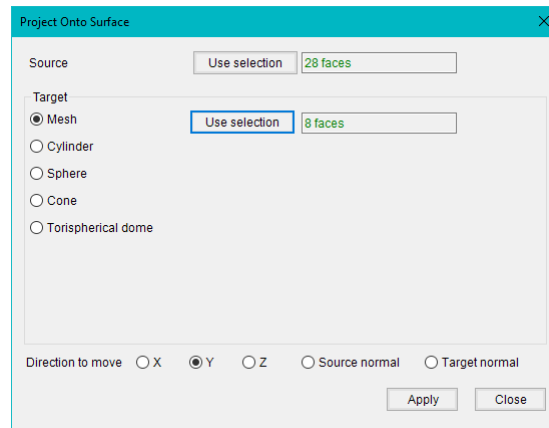 Project Onto Surface
Source Use selection 28 faces
Target
Mesh Use selection 8 faces
Cylinder
Sphere
Cone
Torispherical dome
Direction to move X Y Z Source normal Target normal
Apply Close